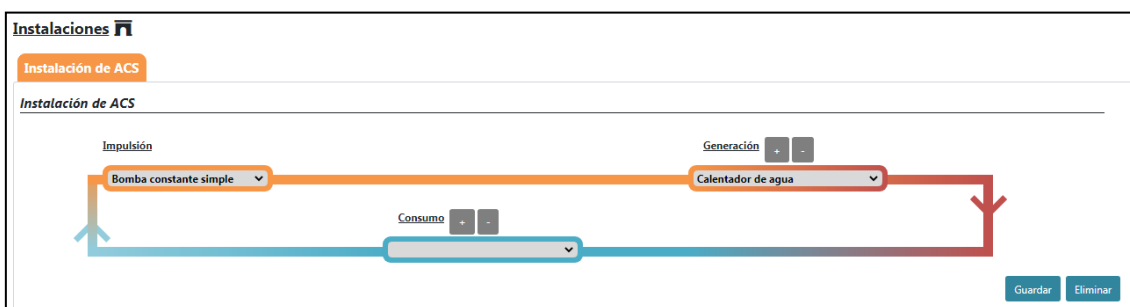 Instalaciones
Instalación de ACS
Instalación de ACS
Impulsión
Generación + -
Bomba constante simple
Calentador de agua
Consumo + -
Guardar Eliminar